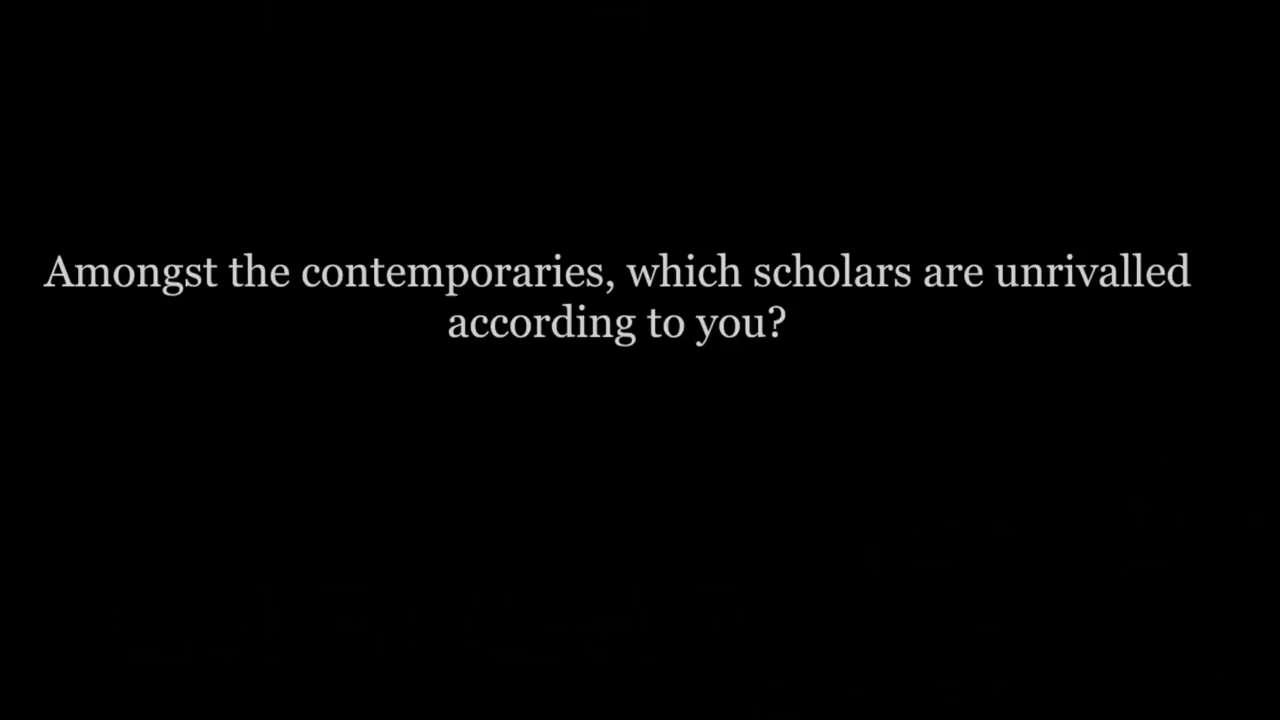 Amongst the contemporaries, which scholars are unrivalled
according to you?